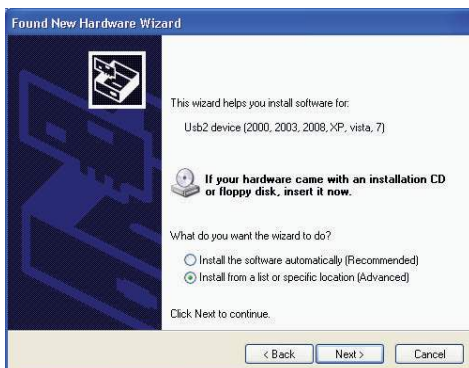 Found New Hardware Wizard
This wizard helps you install software for:
Usb2 device (2000, 2003, 2008, XP, vista, 7)
If your hardware came with an installation CD
or floppy disk, insert it now.
What do you want the wizard to do?
Install the software automatically (Recommended)
Install from a list or specific location (Advanced)
Click Next to continue.
< Back Next > Cancel